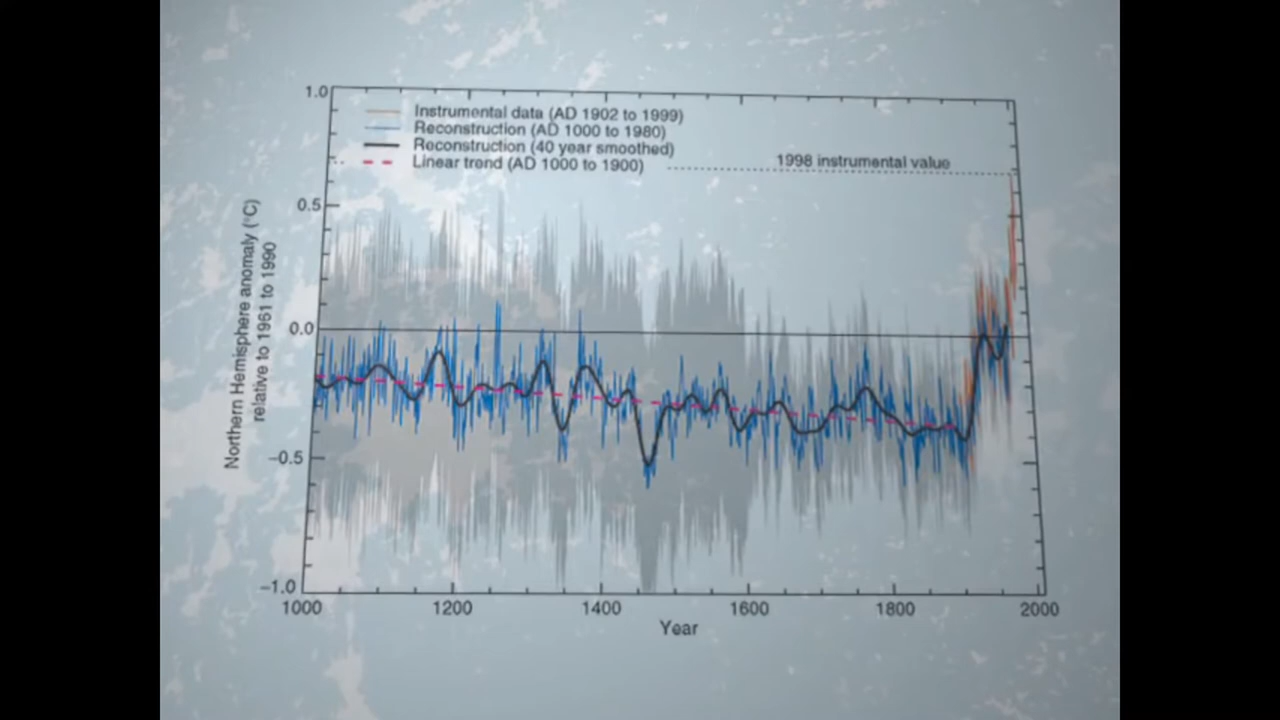 1.0
Instrumental data (AD 1902 to 1999)
Reconstruction (AD 1000 to 1980)
Reconstruction (40 year smoothed)
Linear trend (AD 1000 to 1900)
1998 instrumental value
0.5
0.0
−0.5
−1.0
Northern Hemisphere anomaly (°C)
relative to 1961 to 1990
1000 1200 1400 1600 1800 2000
Year